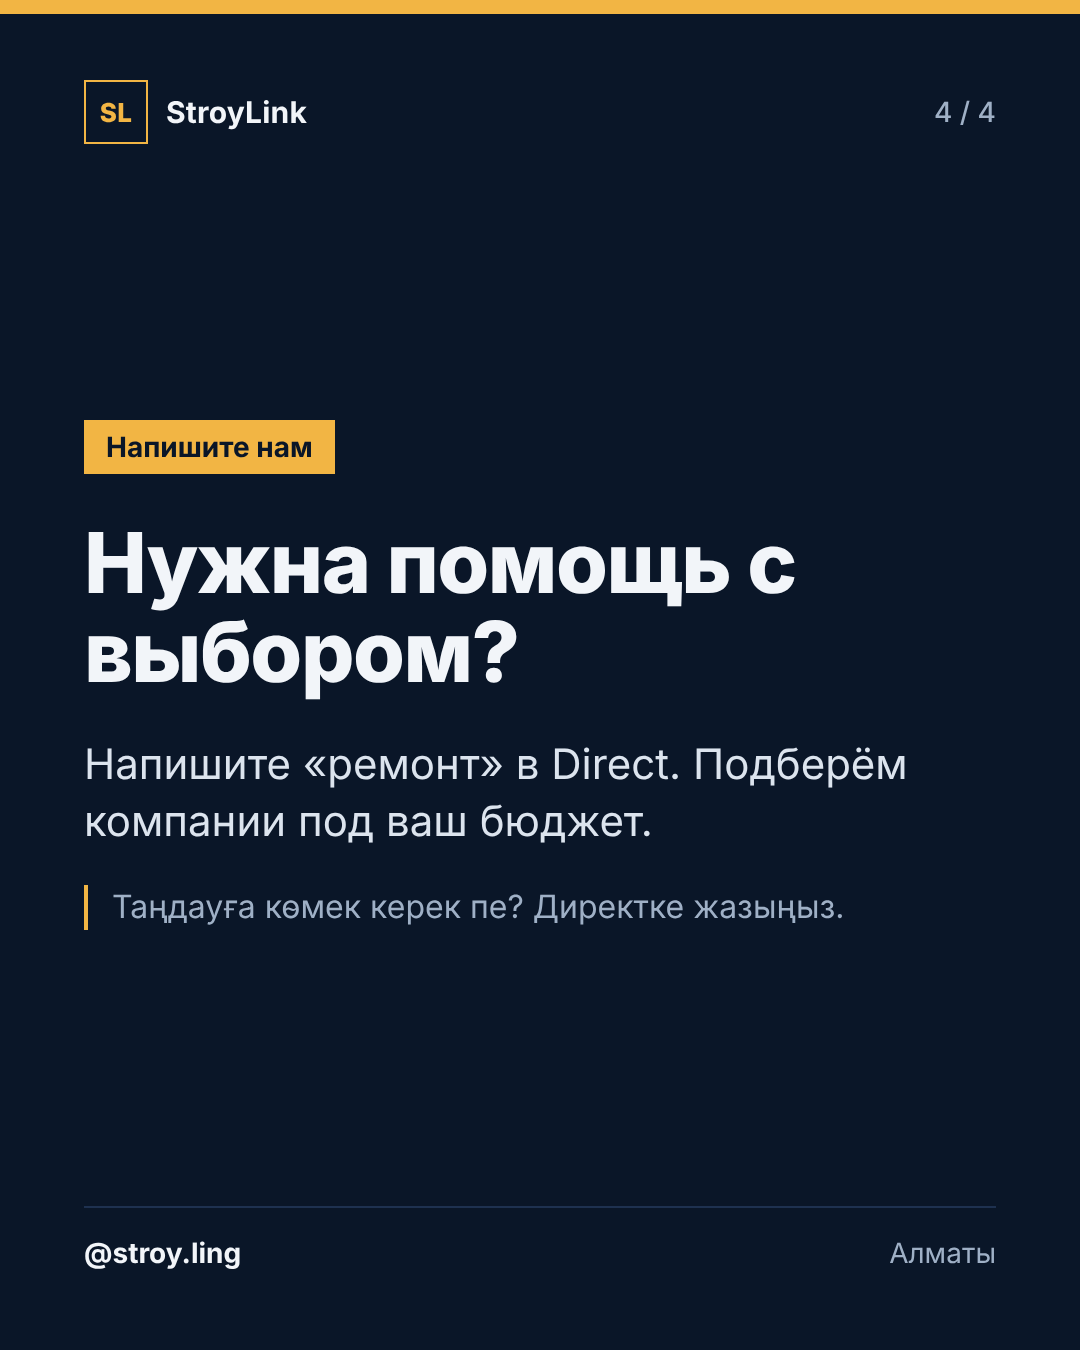 SL
StroyLink
4 / 4
Напишите нам
Нужна помощь с
выбором?
Напишите «ремонт» в Direct. Подберём
компании под ваш бюджет.
Таңдауға көмек керек пе? Директке жазыңыз.
@stroy.ling
Алматы